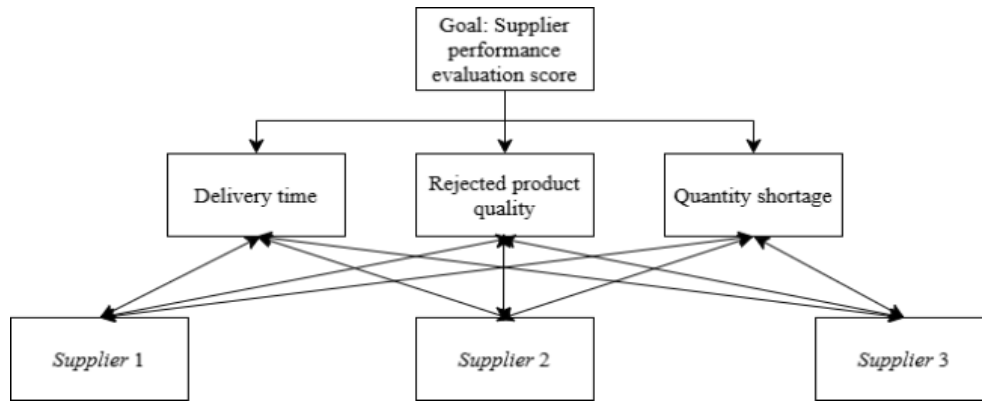 Goal: Supplier
performance
evaluation score
Delivery time
Rejected product
quality
Quantity shortage
Supplier 1
Supplier 2
Supplier 3